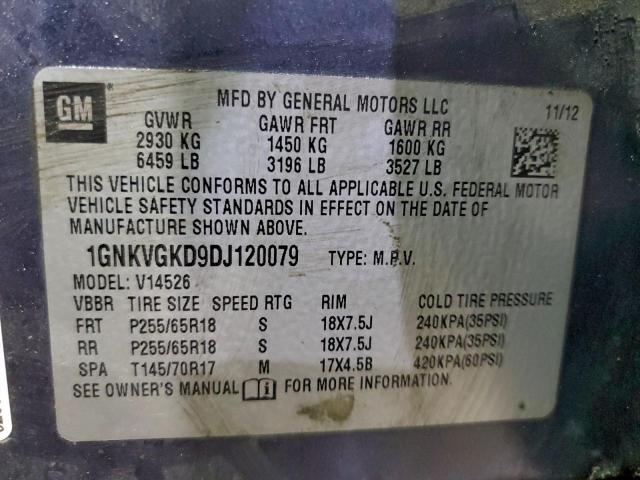 GM
MFD BY GENERAL MOTORS LLC
11/12
GVWR GAWR FRT GAWR RR
2930 KG 1450 KG 1600 KG
6459 LB 3196 LB 3527 LB
THIS VEHICLE CONFORMS TO ALL APPLICABLE U.S. FEDERAL MOTOR
VEHICLE SAFETY STANDARDS IN EFFECT ON THE DATE OF
MANUFACTURE SHOWN ABOVE.
1GNKVGKD9DJ120079 TYPE: M.P.V.
MODEL: V14526
VBBR TIRE SIZE SPEED RTG RIM COLD TIRE PRESSURE
FRT P255/65R18 S 18X7.5J 240KPA(35PSI)
RR P255/65R18 S 18X7.5J 240KPA(35PSI)
SPA T145/70R17 M 17X4.5B 420KPA(60PSI)
SEE OWNER'S MANUAL FOR MORE INFORMATION.